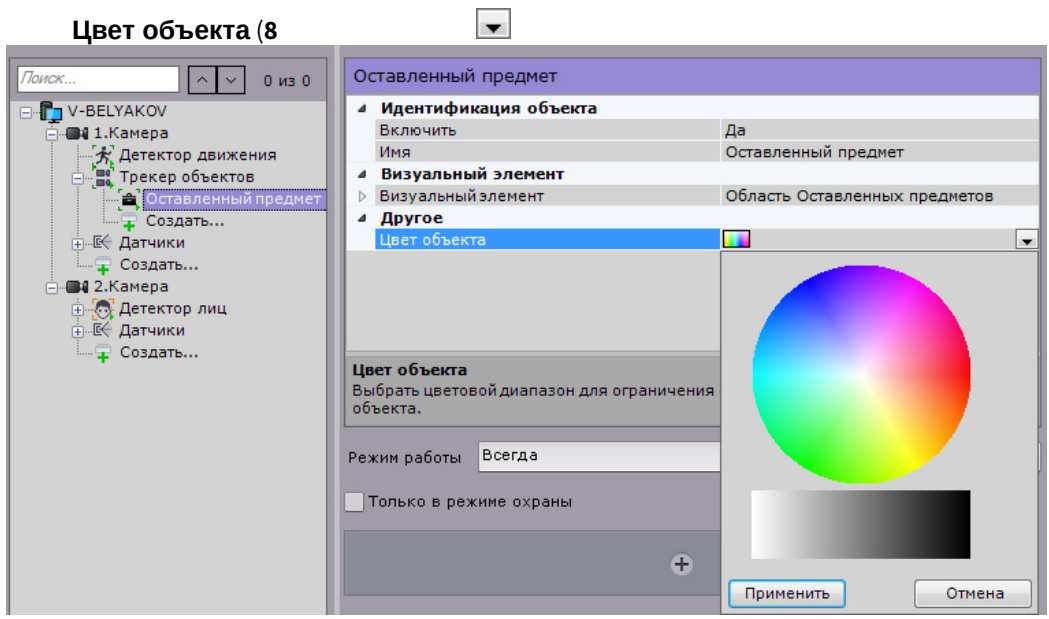 Цвет объекта (8
Поиск...
0 из 0
V-BELYAKOV
1.Камера
Детектор движения
Трекер объектов
Оставленный предмет
Создать...
Датчики
Создать...
2.Камера
Детектор лиц
Датчики
Создать...
Оставленный предмет
Идентификация объекта
Включить Да
Имя Оставленный предмет
Визуальный элемент
Визуальный элемент Область Оставленных предметов
Другое
Цвет объекта
Цвет объекта
Выбрать цветовой диапазон для ограничения
объекта.
Режим работы Всегда
Только в режиме охраны
Применить Отмена